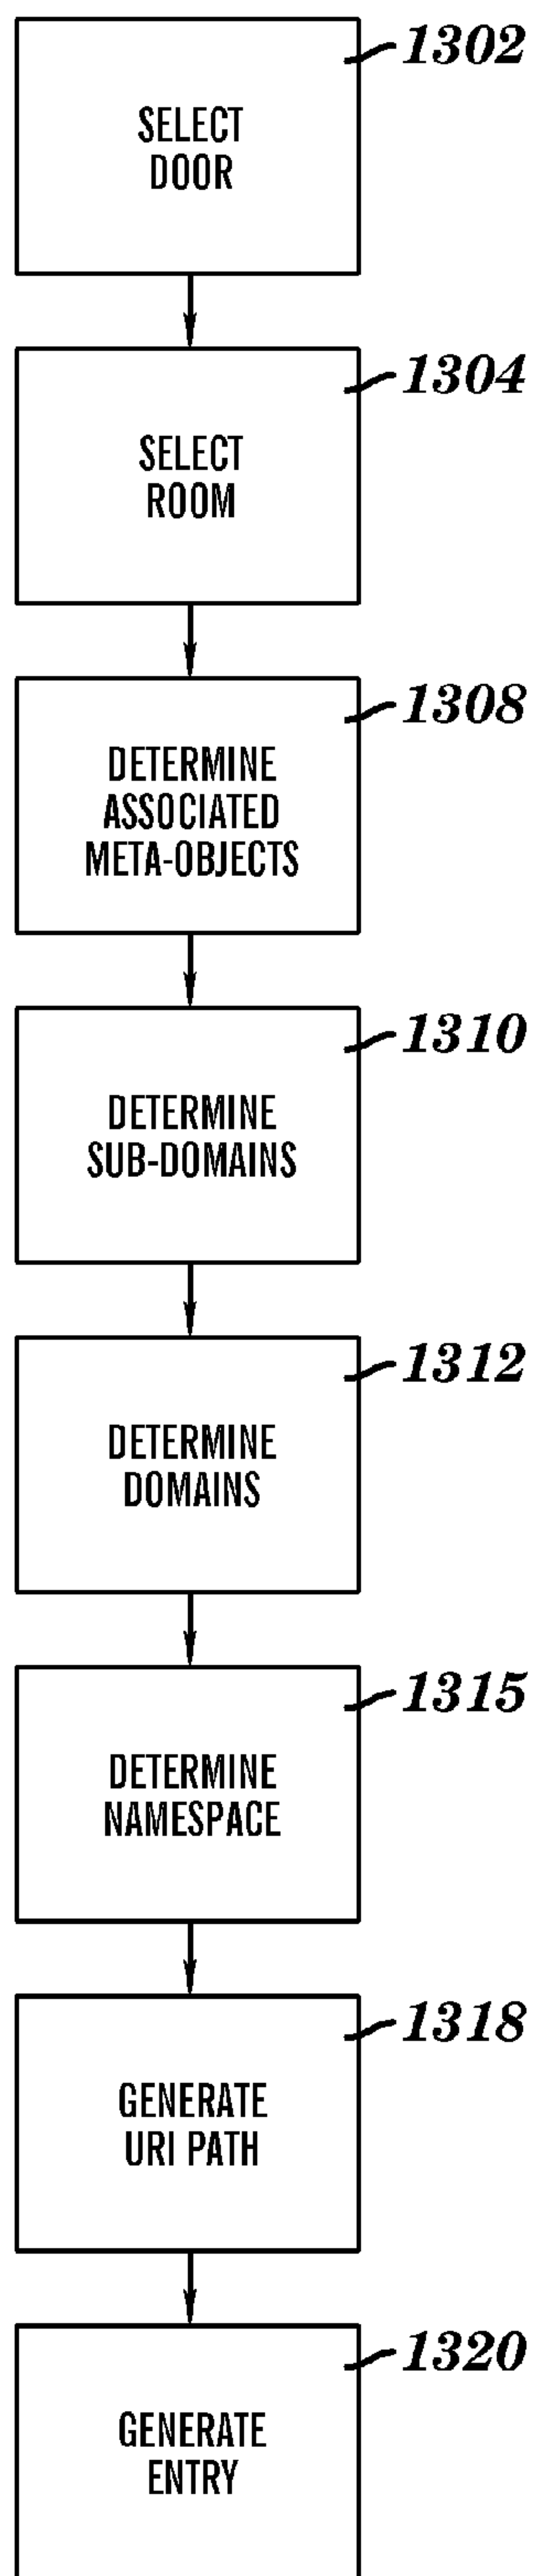 1302
SELECT
DOOR
1304
SELECT
ROOM
1308
DETERMINE
ASSOCIATED
META-OBJECTS
1310
DETERMINE
SUB-DOMAINS
1312
DETERMINE
DOMAINS
1315
DETERMINE
NAMESPACE
1318
GENERATE
URI PATH
1320
GENERATE
ENTRY